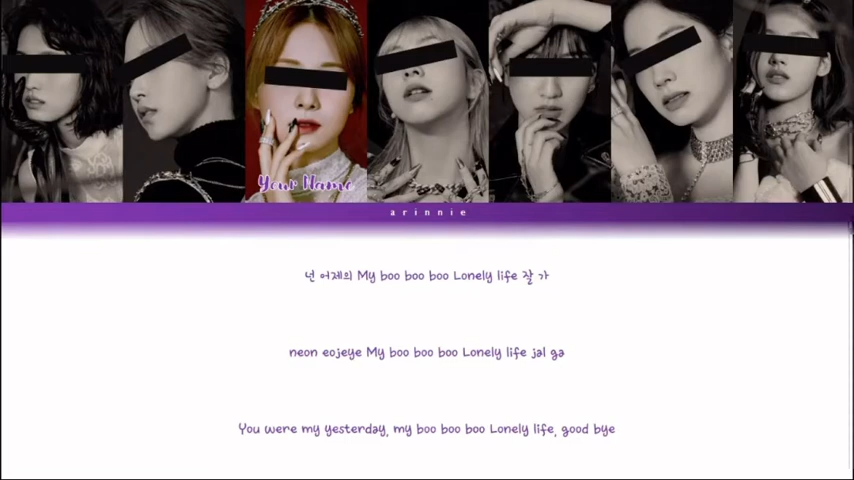 Your Name
arinnie
넌 어제의 My boo boo boo Lonely life 잘 가
neon eojeye My boo boo boo Lonely life jal ga
You were my yesterday, my boo boo boo Lonely life, good bye